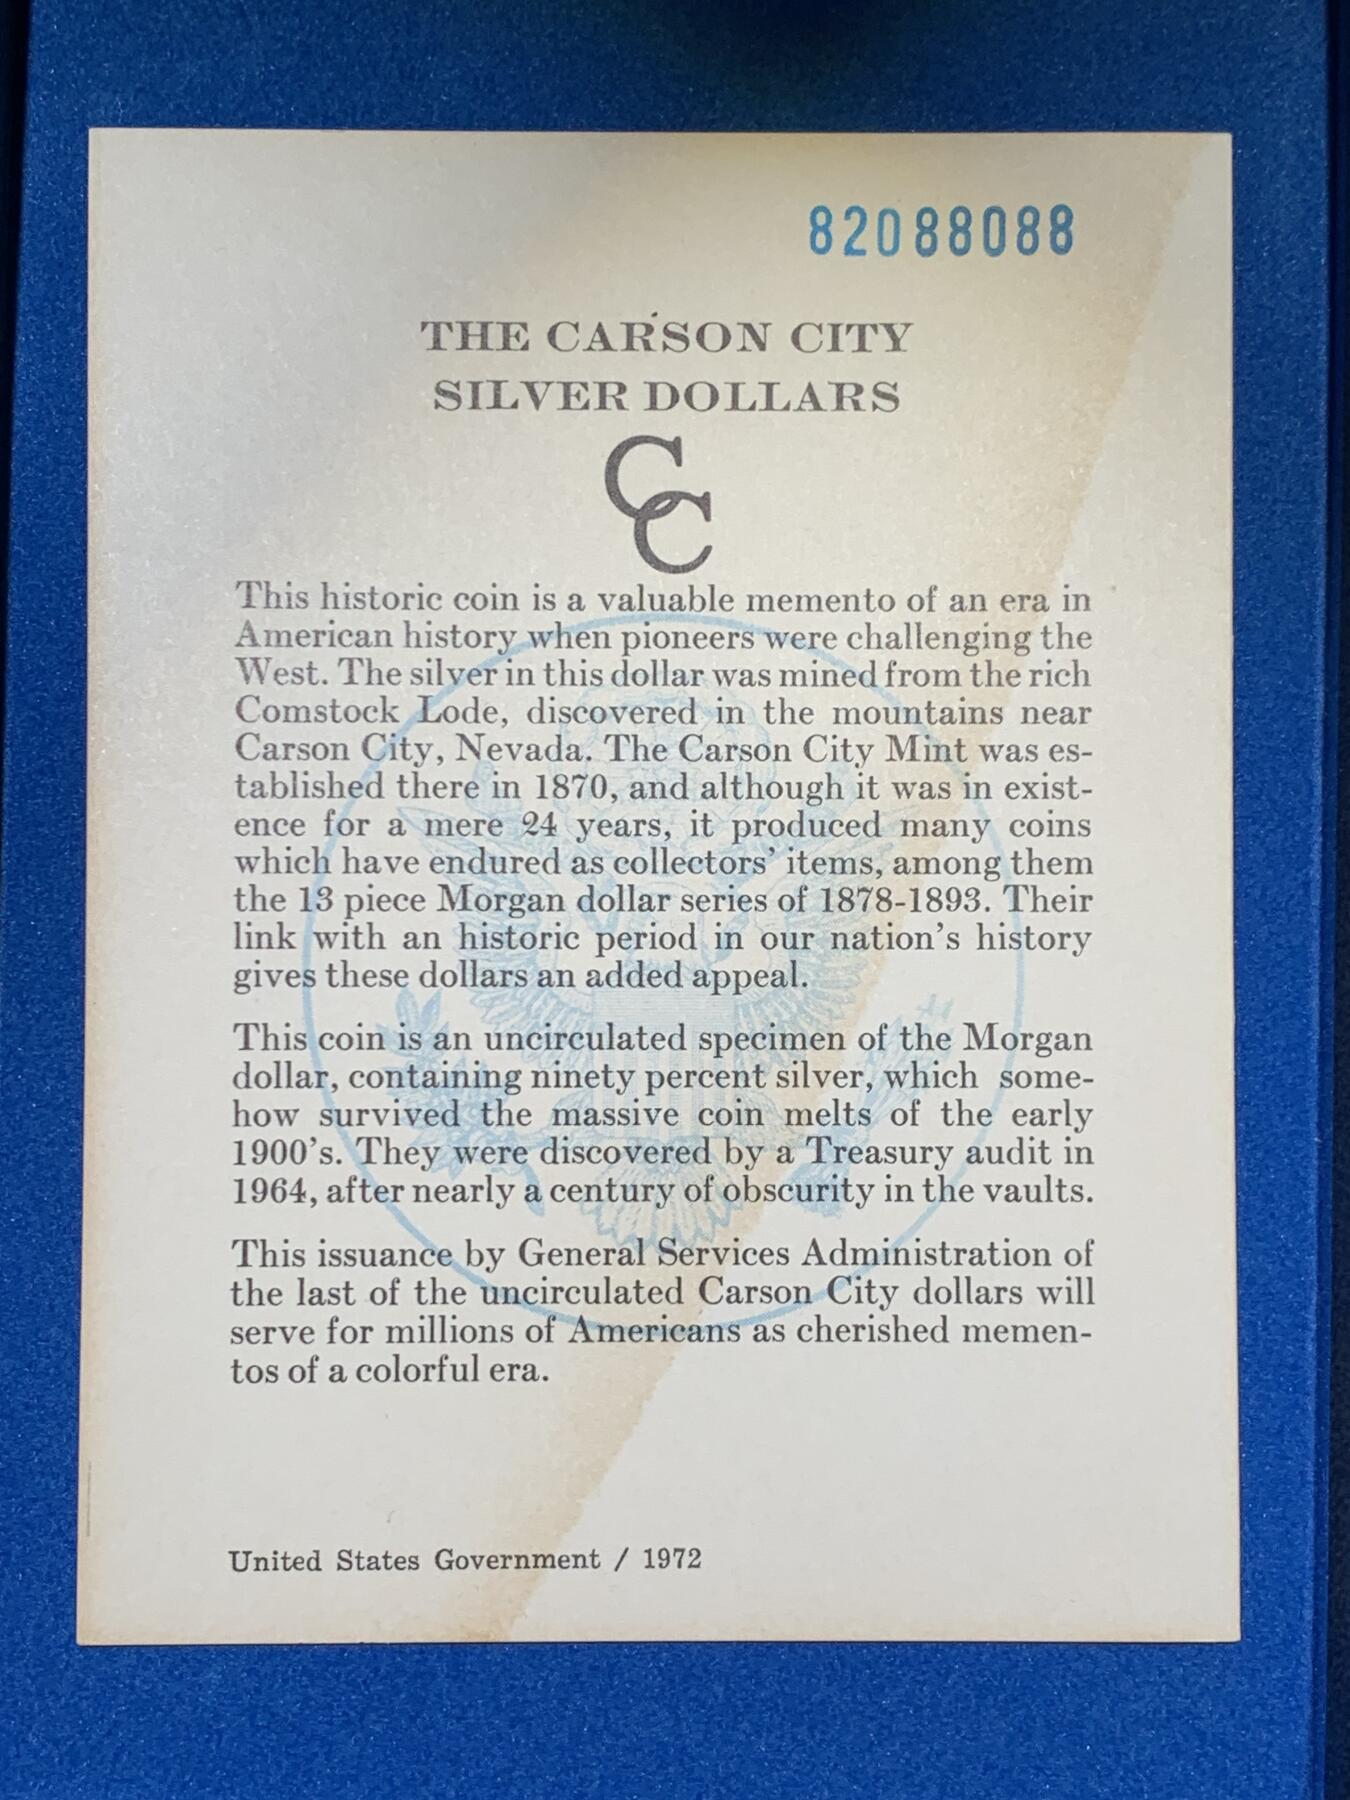 82088088
THE CARSON CITY
SILVER DOLLARS
CC
This historic coin is a valuable memento of an era in
American history when pioneers were challenging the
West. The silver in this dollar was mined from the rich
Comstock Lode, discovered in the mountains near
Carson City, Nevada. The Carson City Mint was es-
tablished there in 1870, and although it was in exist-
ence for a mere 24 years, it produced many coins
which have endured as collectors' items, among them
the 13 piece Morgan dollar series of 1878-1893. Their
link with an historic period in our nation's history
gives these dollars an added appeal.
This coin is an uncirculated specimen of the Morgan
dollar, containing ninety percent silver, which some-
how survived the massive coin melts of the early
1900's. They were discovered by a Treasury audit in
1964, after nearly a century of obscurity in the vaults.
This issuance by General Services Administration of
the last of the uncirculated Carson City dollars will
serve for millions of Americans as cherished memen-
tos of a colorful era.
United States Government / 1972